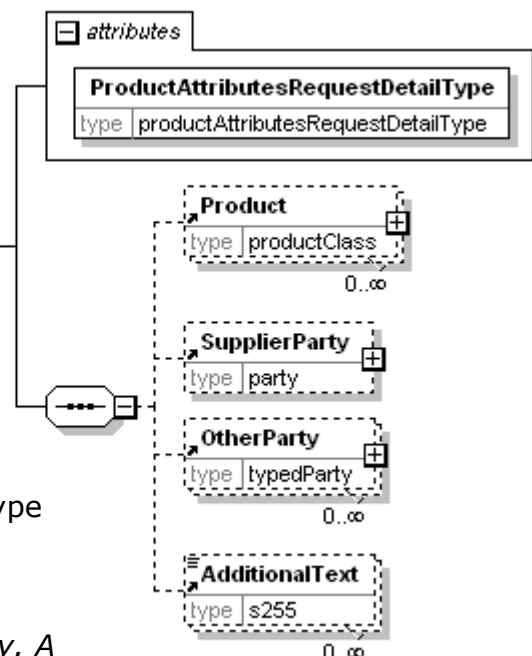 attributes
ProductAttributesRequestDetailType
type productAttributesRequestDetailType
Product
type productClass
0..∞
SupplierParty
type party
OtherParty
type typedParty
0..∞
ype
AdditionalText
type s255
y. A
0..∞